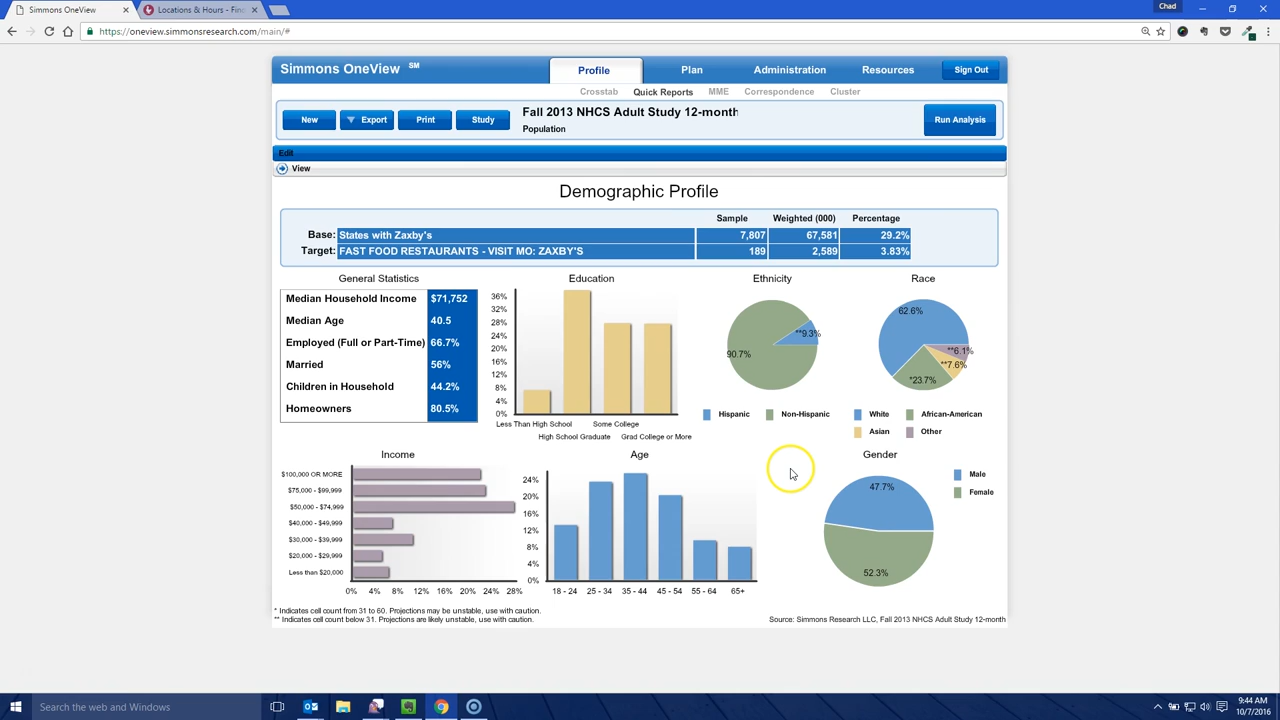 Simmons OneView
Locations & Hours - Fin
Chad
https://oneview.simmonsresearch.com/main/#
Simmons OneView SM
Profile
Plan
Administration
Resources
Sign Out
Crosstab
Quick Reports
MME
Correspondence
Cluster
New
Export
Print
Study
Fall 2013 NHCS Adult Study 12-month
Population
Run Analysis
Edit
View
Demographic Profile
Sample Weighted (000) Percentage
Base: States with Zaxby's 7,807 67,581 29.2%
Target: FAST FOOD RESTAURANTS - VISIT MO: ZAXBY'S 189 2,589 3.83%
General Statistics
Median Household Income $71,752
Median Age 40.5
Employed (Full or Part-Time) 66.7%
Married 56%
Children in Household 44.2%
Homeowners 80.5%
Education
36%
32%
28%
24%
20%
16%
12%
8%
4%
0%
Less Than High School Some College
High School Graduate Grad College or More
Ethnicity
**9.3%
90.7%
Hispanic Non-Hispanic
Race
62.6%
**6.1%
**7.6%
*23.7%
White African-American
Asian Other
Income
$100,000 OR MORE
$75,000 - $99,999
$50,000 - $74,999
$40,000 - $49,999
$30,000 - $39,999
$20,000 - $29,999
Less than $20,000
0% 4% 8% 12% 16% 20% 24% 28%
Age
24%
20%
16%
12%
8%
4%
0%
18 - 24 25 - 34 35 - 44 45 - 54 55 - 64 65+
Gender
Male
Female
47.7%
52.3%
* Indicates cell count from 31 to 60. Projections may be unstable, use with caution.
** Indicates cell count below 31. Projections are likely unstable, use with caution.
Source: Simmons Research LLC, Fall 2013 NHCS Adult Study 12-month
Search the web and Windows
9:44 AM
10/7/2016